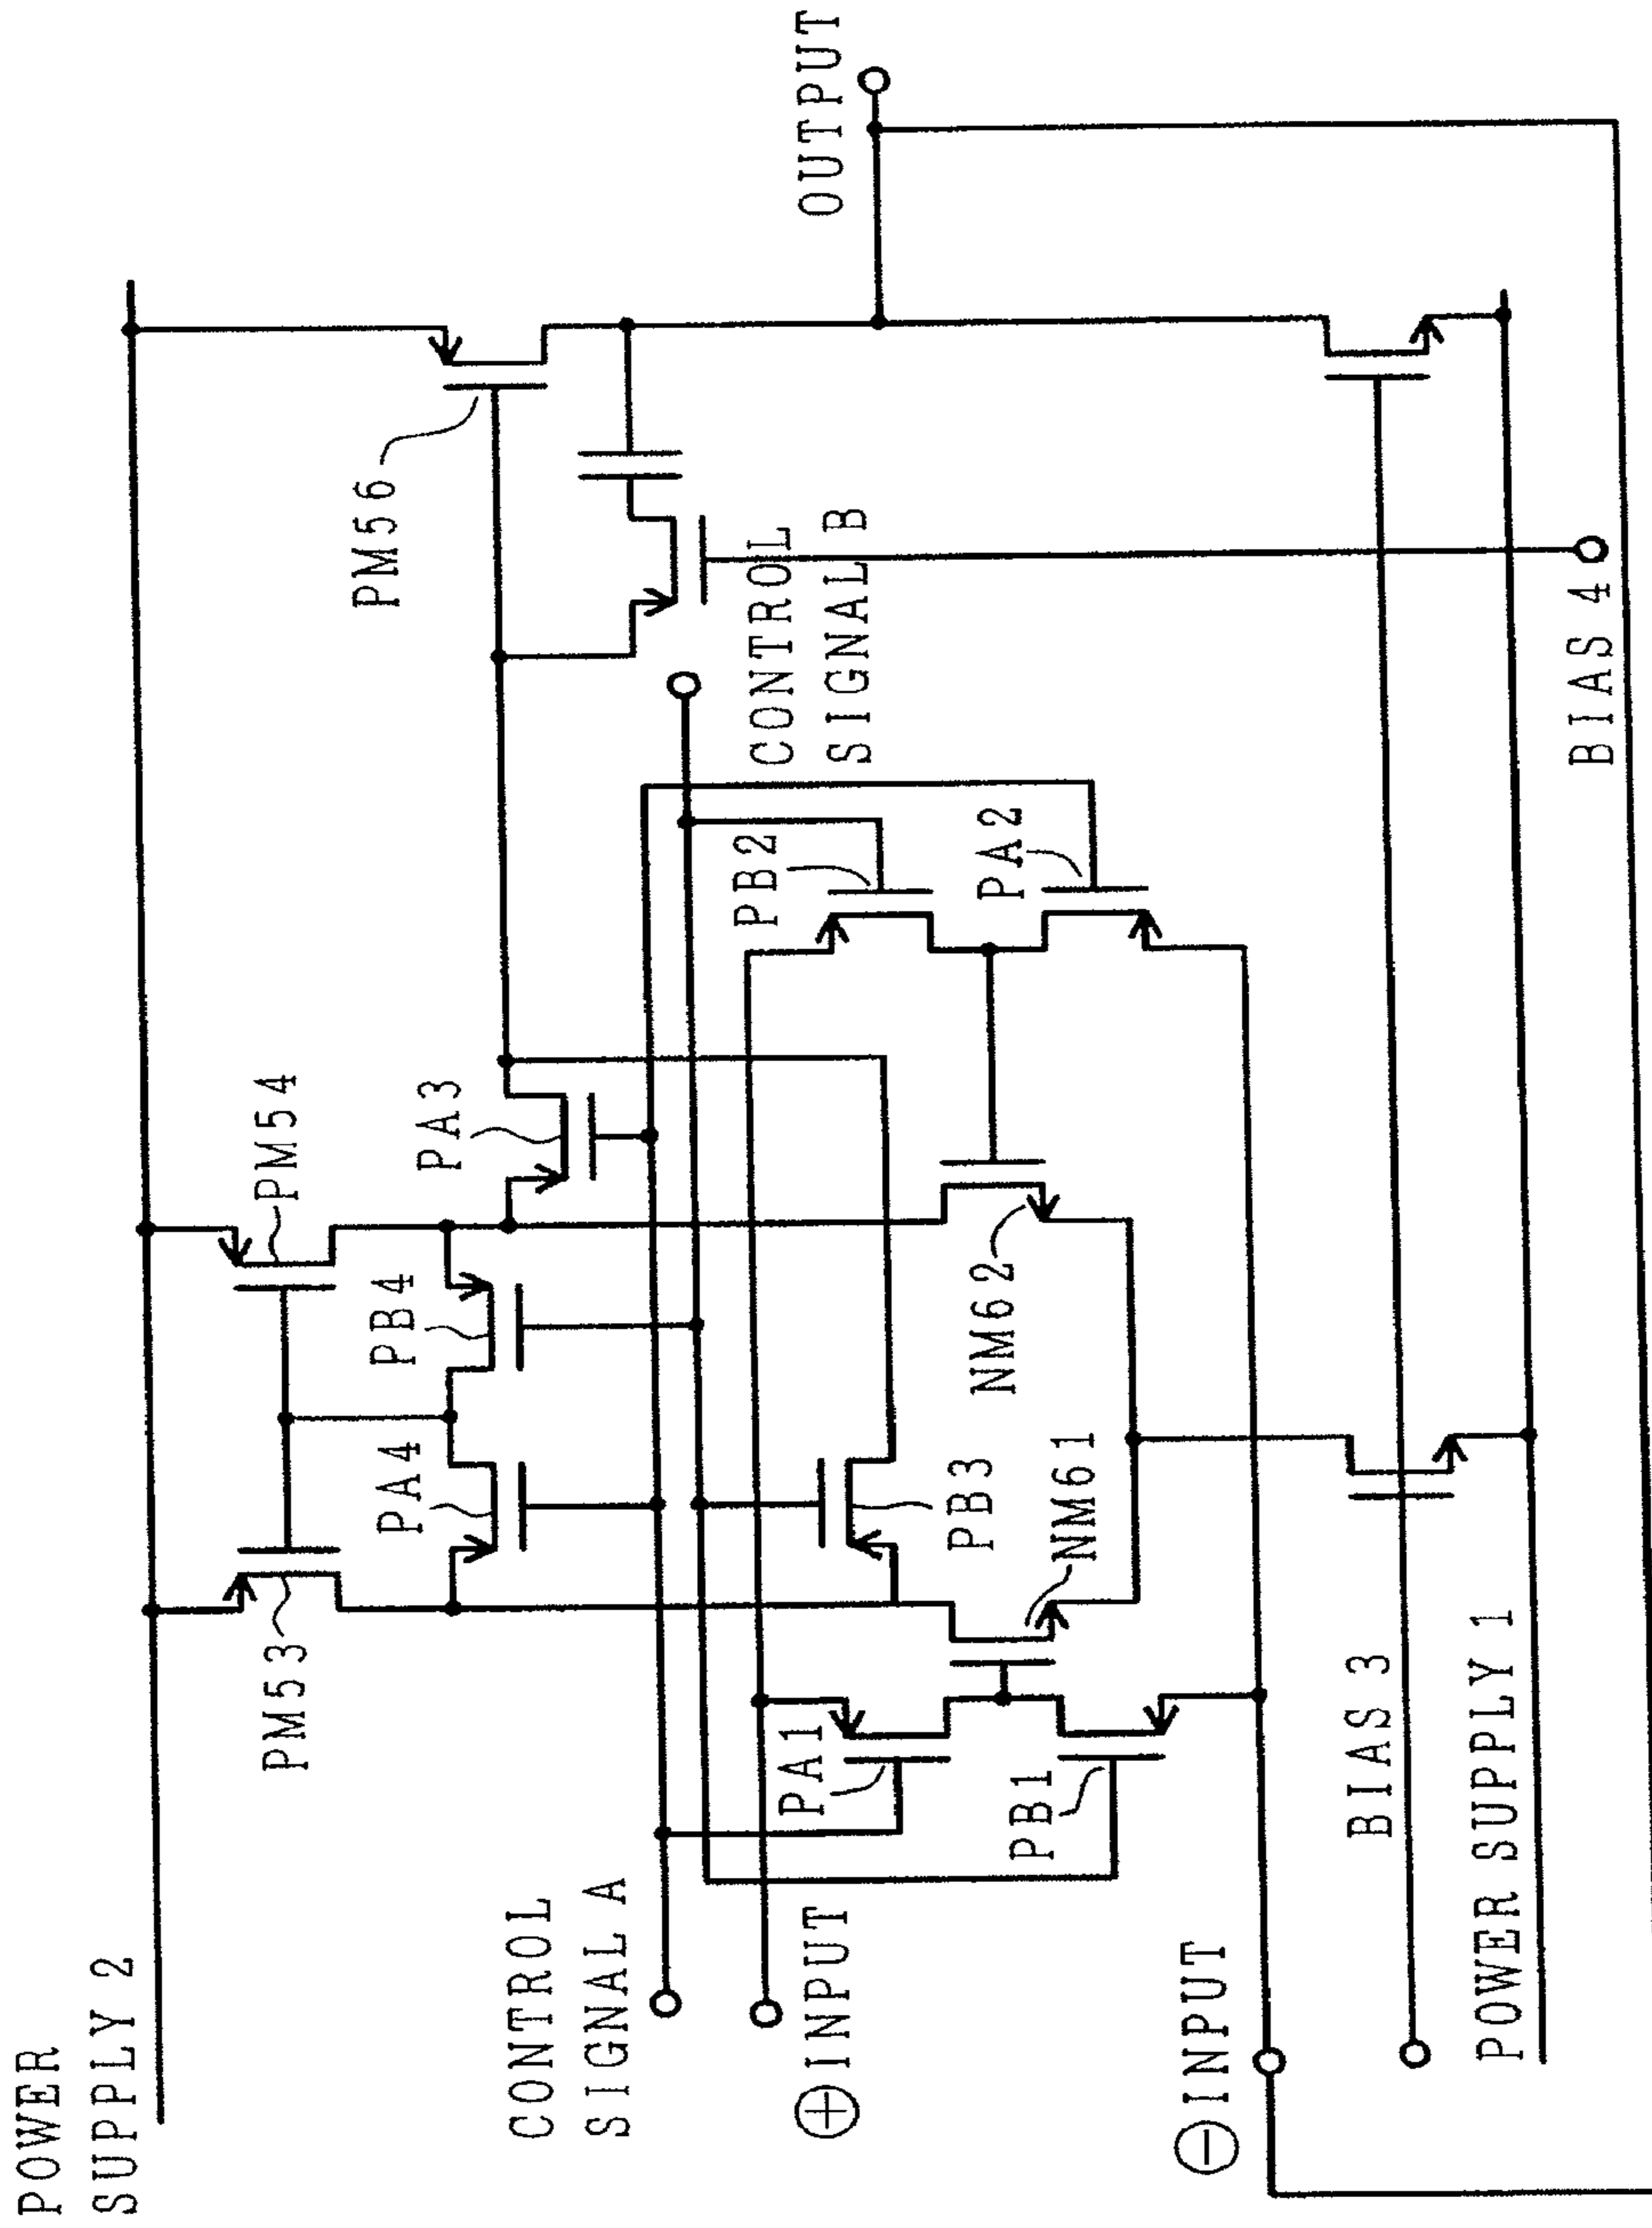 POWER
SUPPLY 2
PM53
PM54
PM56
PA4
PB4
PA3
CONTROL
SIGNAL A
CONTROL
SIGNAL B
OUTPUT
⊕INPUT
PA1
PB1
PB3
NM61
NM62
PB2
PA2
⊖INPUT
BIAS 3
POWER SUPPLY 1
BIAS 4